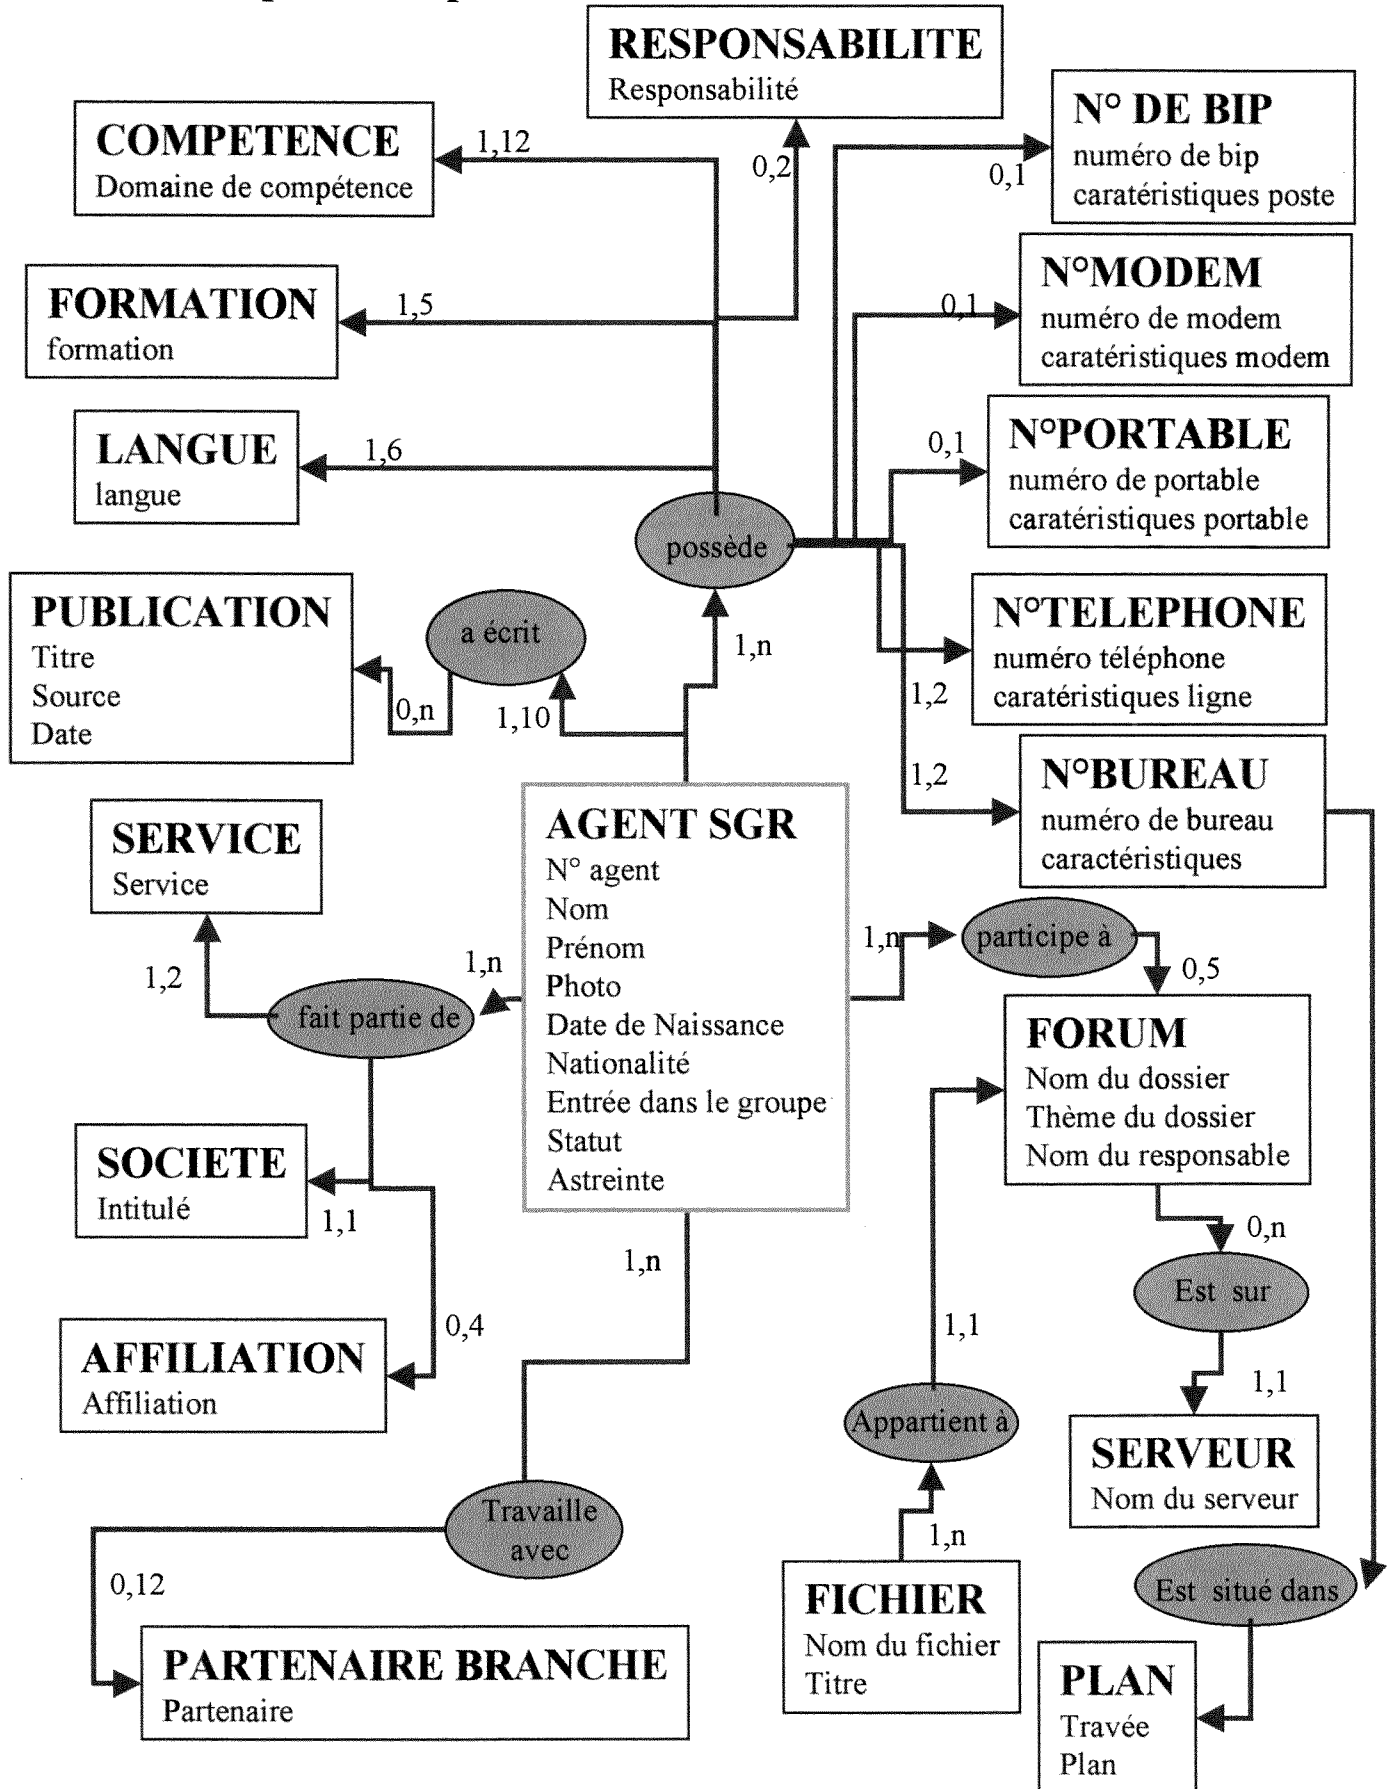 RESPONSABILITE
Responsabilité
N° DE BIP
numéro de bip
caratéristiques poste
COMPETENCE
Domaine de compétence
1,12
0,2
0,1
N°MODEM
numéro de modem
caratéristiques modem
0,1
FORMATION
formation
1,5
N°PORTABLE
numéro de portable
caratéristiques portable
0,1
LANGUE
langue
1,6
possède
PUBLICATION
Titre
Source
Date
a écrit
0,n
1,10
1,n
N°TELEPHONE
numéro téléphone
caratéristiques ligne
1,2
N°BUREAU
numéro de bureau
caractéristiques
1,2
SERVICE
Service
AGENT SGR
N° agent
Nom
Prénom
Photo
Date de Naissance
Nationalité
Entrée dans le groupe
Statut
Astreinte
1,2
1,n
fait partie de
1,n
participe à
0,5
FORUM
Nom du dossier
Thème du dossier
Nom du responsable
SOCIETE
Intitulé
1,1
0,n
Est sur
1,n
AFFILIATION
Affiliation
0,4
1,1
1,1
Appartient à
SERVEUR
Nom du serveur
Travaille
avec
1,n
0,12
FICHIER
Nom du fichier
Titre
Est situé dans
PARTENAIRE BRANCHE
Partenaire
PLAN
Travée
Plan